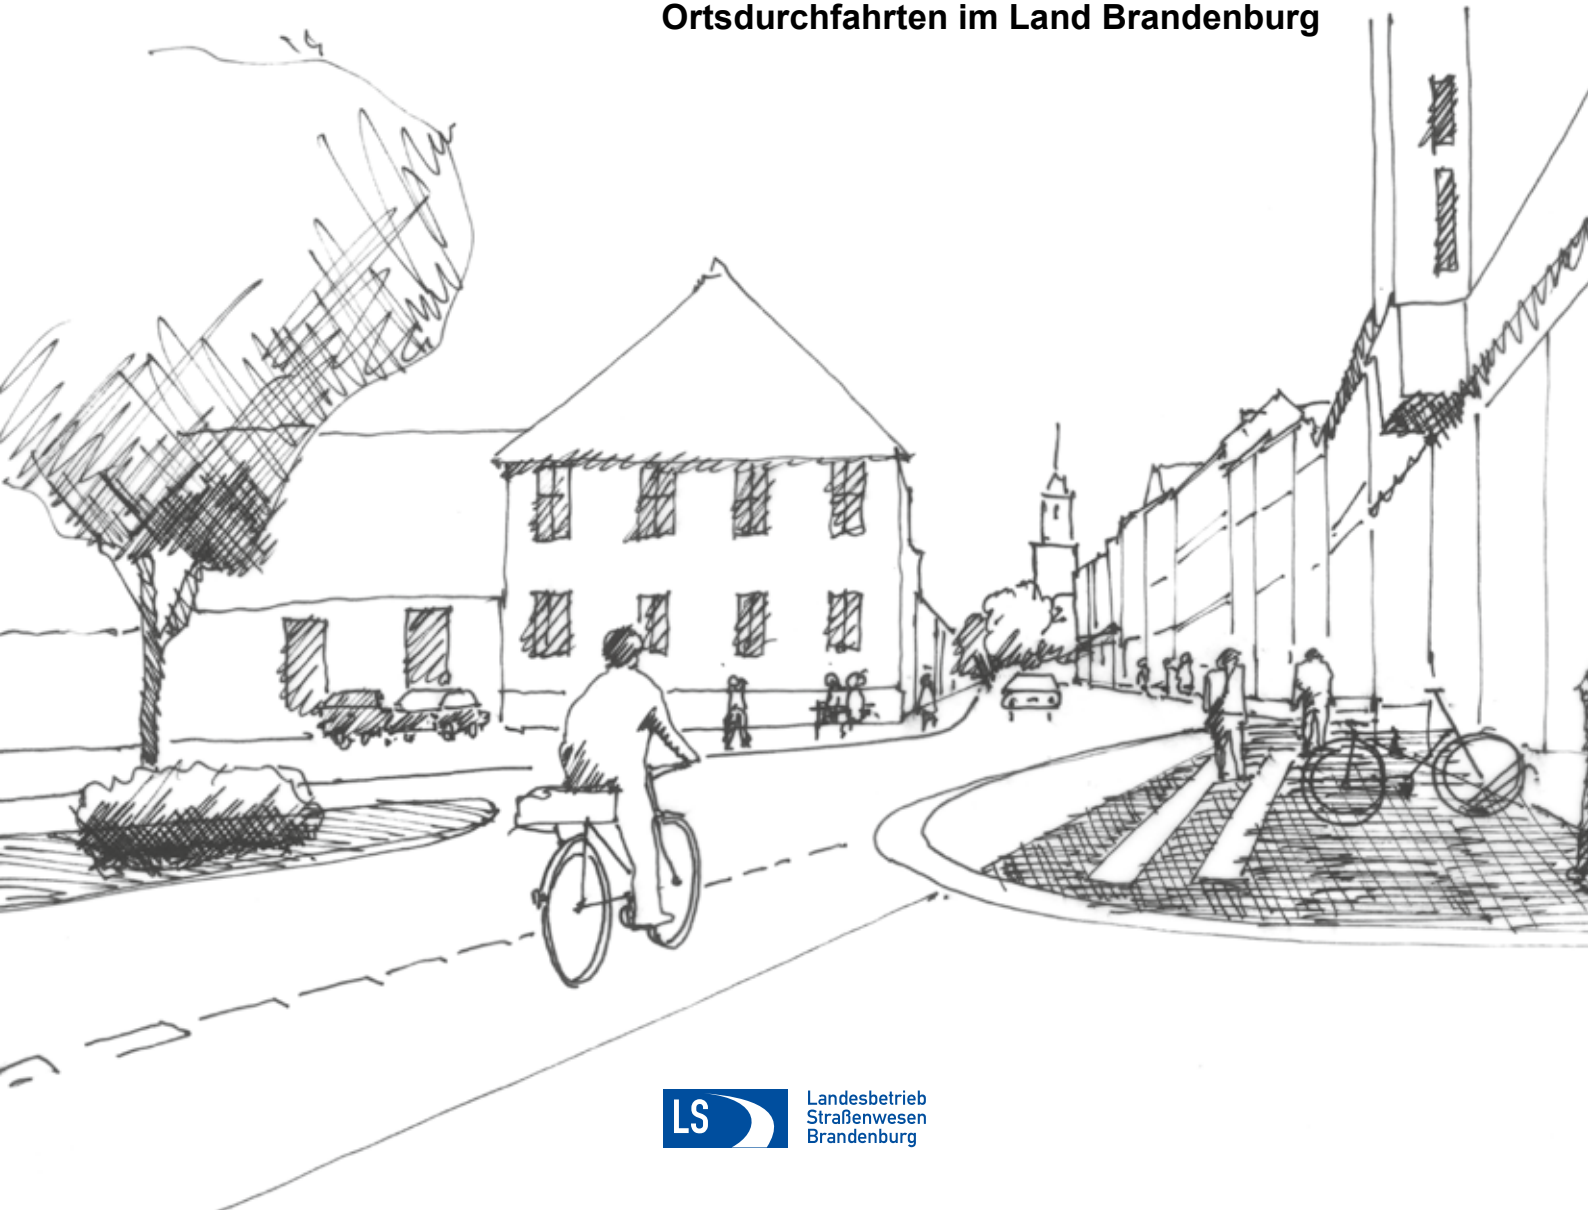 Ortsdurchfahrten im Land Brandenburg
LS
Landesbetrieb
Straßenwesen
Brandenburg